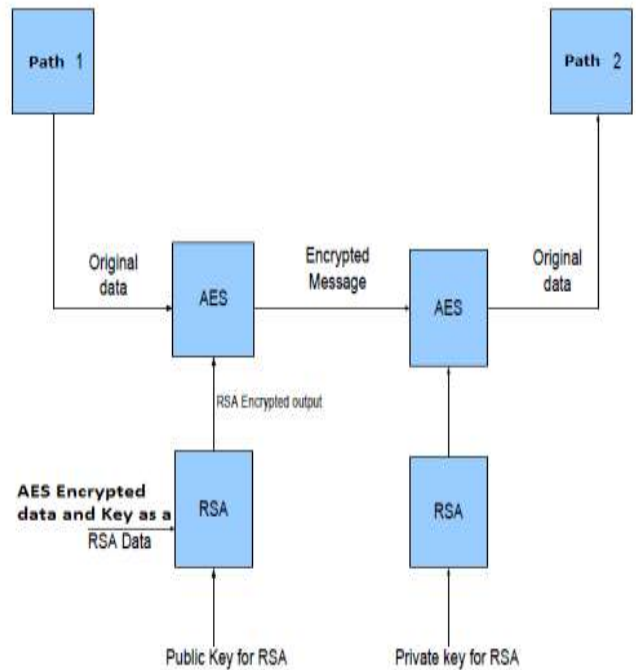 Path 1
Path 2
Original
data
AES
Encrypted
Message
AES
Original
data
RSA Encrypted output
AES Encrypted
data and Key as a
RSA Data
RSA
RSA
Public Key for RSA
Private key for RSA